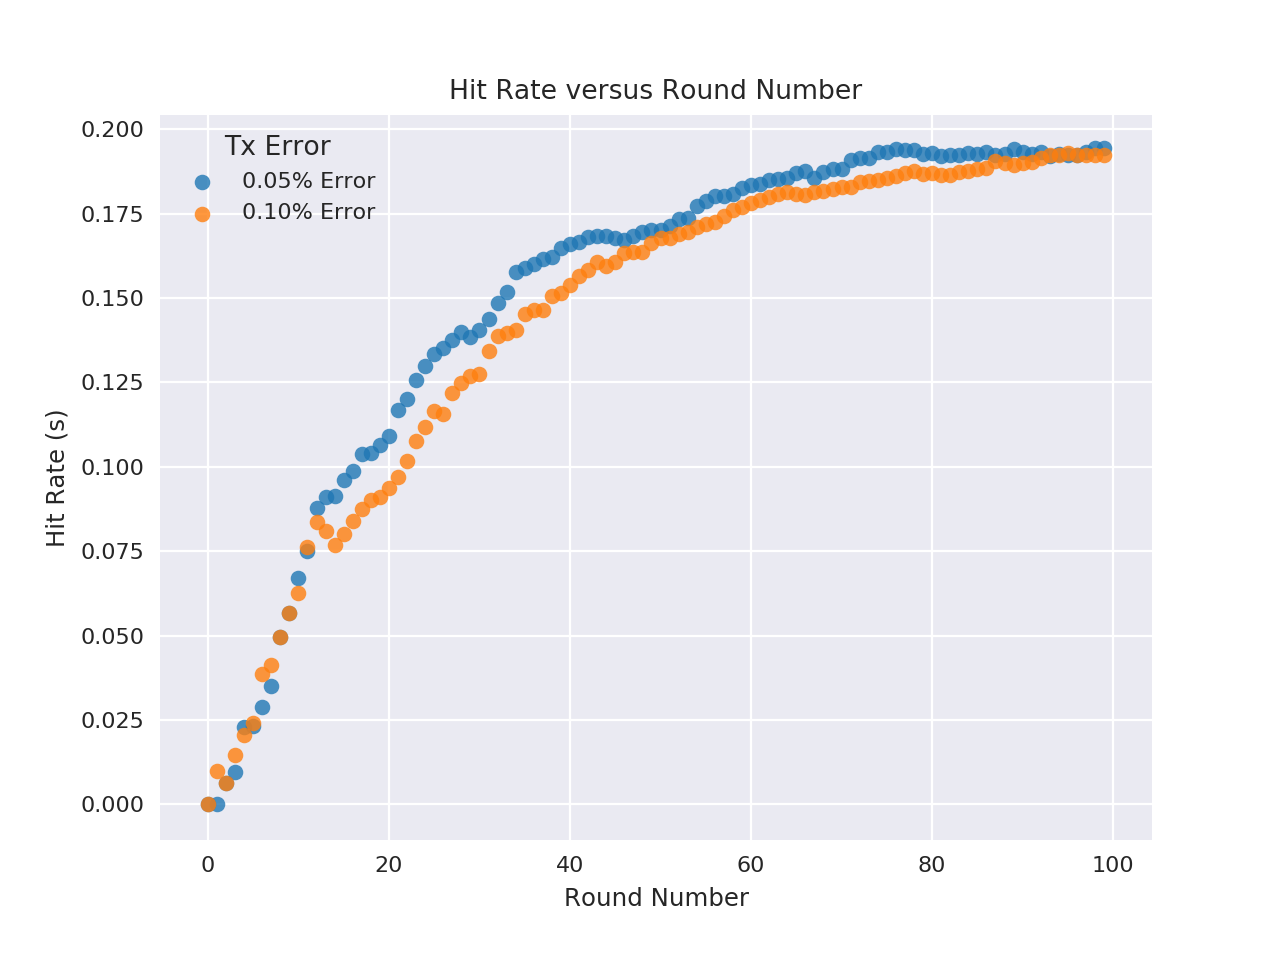 Hit Rate versus Round Number
Tx Error
0.05% Error
0.10% Error
Hit Rate (s)
0.200
0.175
0.150
0.125
0.100
0.075
0.050
0.025
0.000
0 20 40 60 80 100
Round Number